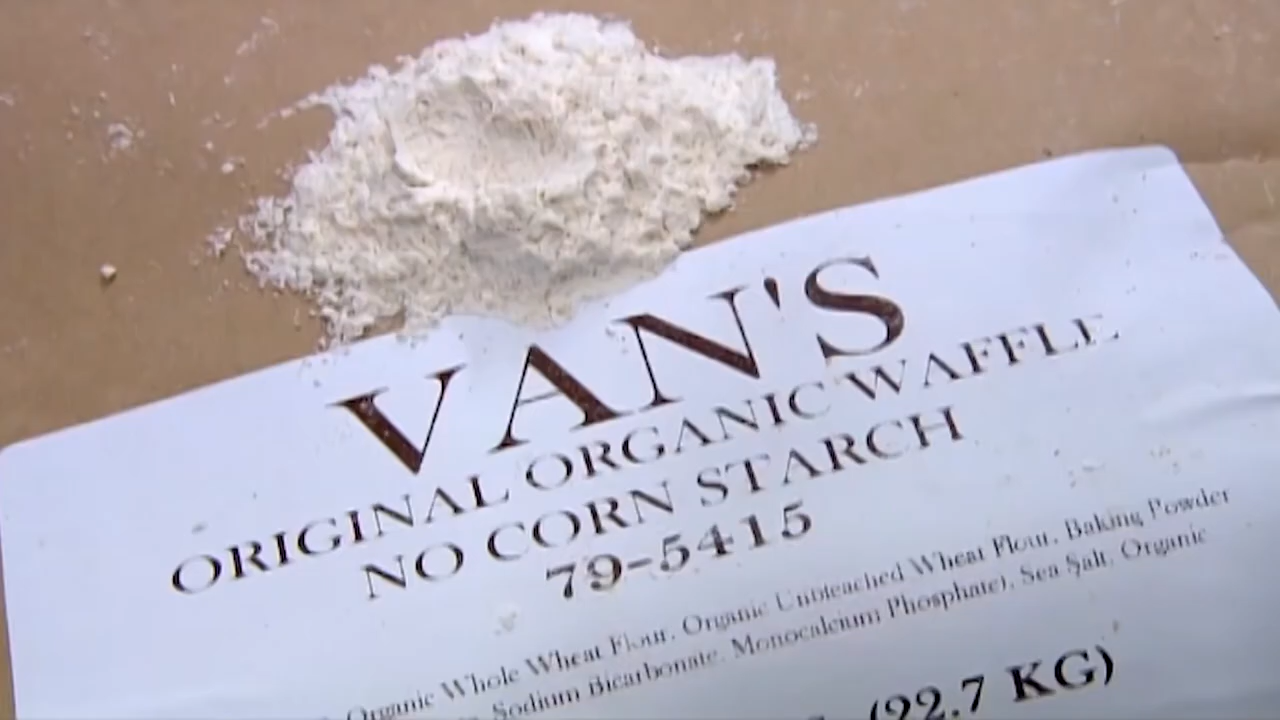 VAN'S
ORIGINAL ORGANIC WAFFLE
NO CORN STARCH
79-5415
Organic Whole Wheat Flour, Organic Unbleached Wheat Flour, Baking Powder
Sodium Bicarbonate, Monocalcium Phosphate), Sea Salt, Organic
(22.7 KG)